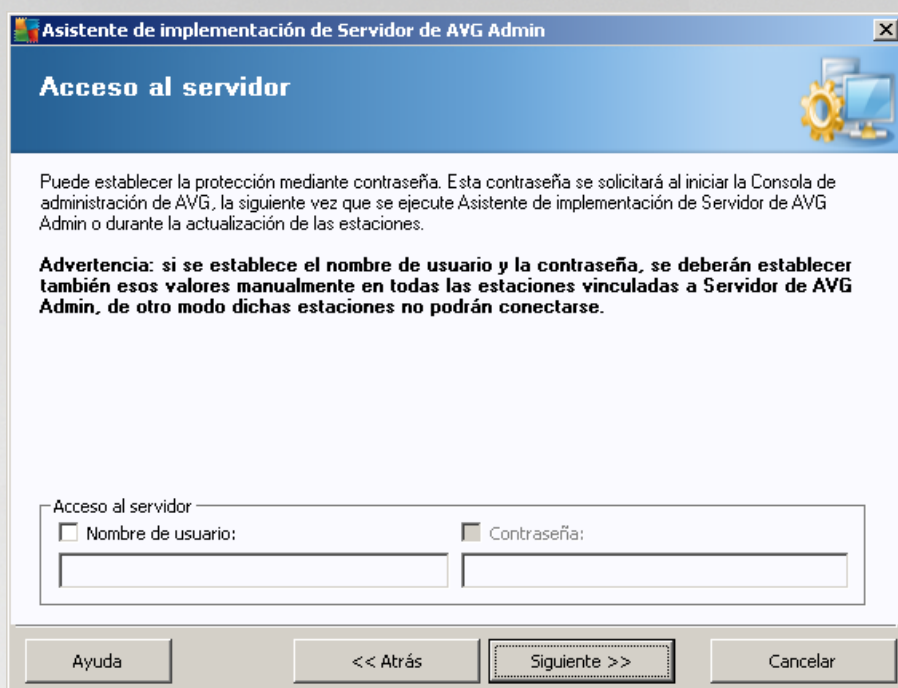 Asistente de implementación de Servidor de AVG Admin
Acceso al servidor
Puede establecer la protección mediante contraseña. Esta contraseña se solicitará al iniciar la Consola de
administración de AVG, la siguiente vez que se ejecute Asistente de implementación de Servidor de AVG
Admin o durante la actualización de las estaciones.
Advertencia: si se establece el nombre de usuario y la contraseña, se deberán establecer
también esos valores manualmente en todas las estaciones vinculadas a Servidor de AVG
Admin, de otro modo dichas estaciones no podrán conectarse.
Acceso al servidor
Nombre de usuario:
Contraseña:
Ayuda
<< Atrás
Siguiente >>
Cancelar